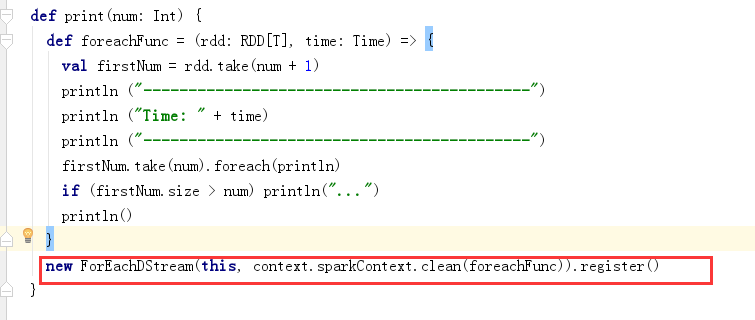 def print(num: Int) {
def foreachFunc = (rdd: RDD[T], time: Time) => {
val firstNum = rdd.take(num + 1)
println ("-------------------------------------------")
println ("Time: " + time)
println ("-------------------------------------------")
firstNum.take(num).foreach(println)
if (firstNum.size > num) println("...")
println()
}
new ForEachDStream(this, context.sparkContext.clean(foreachFunc)).register()
}